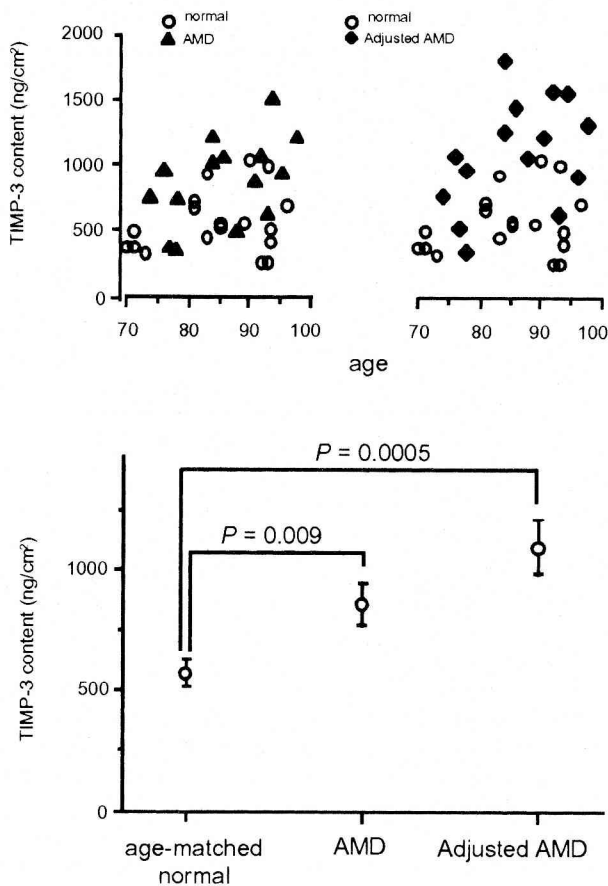 normal
AMD
normal
Adjusted AMD
TIMP-3 content (ng/cm²)
2000
1500
1000
500
0
70 80 90 100
70 80 90 100
age
P = 0.0005
P = 0.009
TIMP-3 content (ng/cm²)
1000
500
0
age-matched
normal
AMD
Adjusted AMD